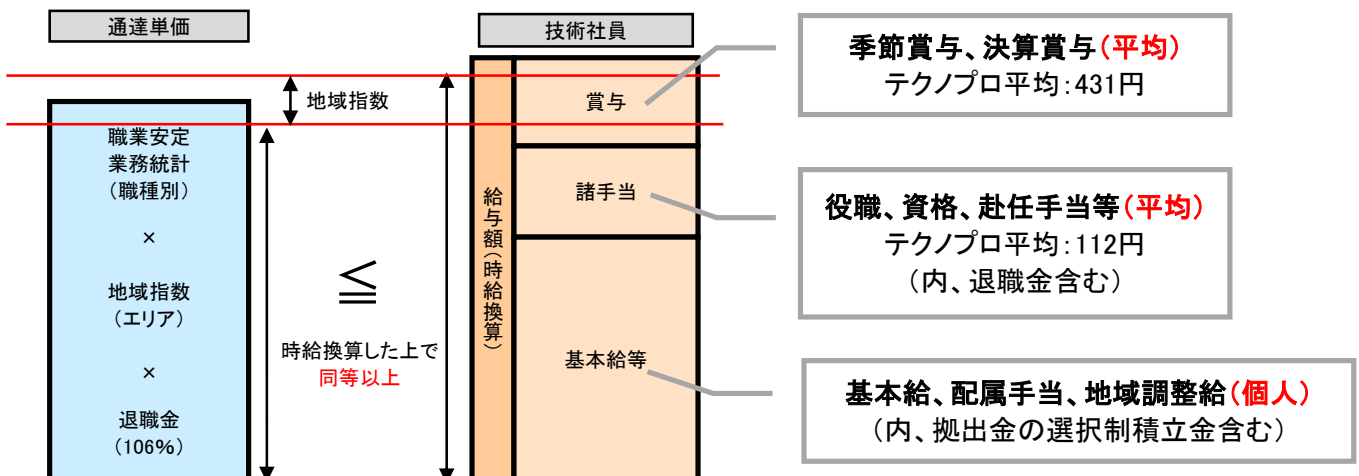 通達単価
職業安定
業務統計
（職種別）
×
地域指数
（エリア）
×
退職金
（106％）
地域指数
≦
時給換算した上で
同等以上
技術社員
給与額（時給換算）
賞与
諸手当
基本給等
季節賞与、決算賞与（平均）
テクノプロ平均：431円
役職、資格、赴任手当等（平均）
テクノプロ平均：112円
（内、退職金含む）
基本給、配属手当、地域調整給（個人）
（内、拠出金の選択制積立金含む）